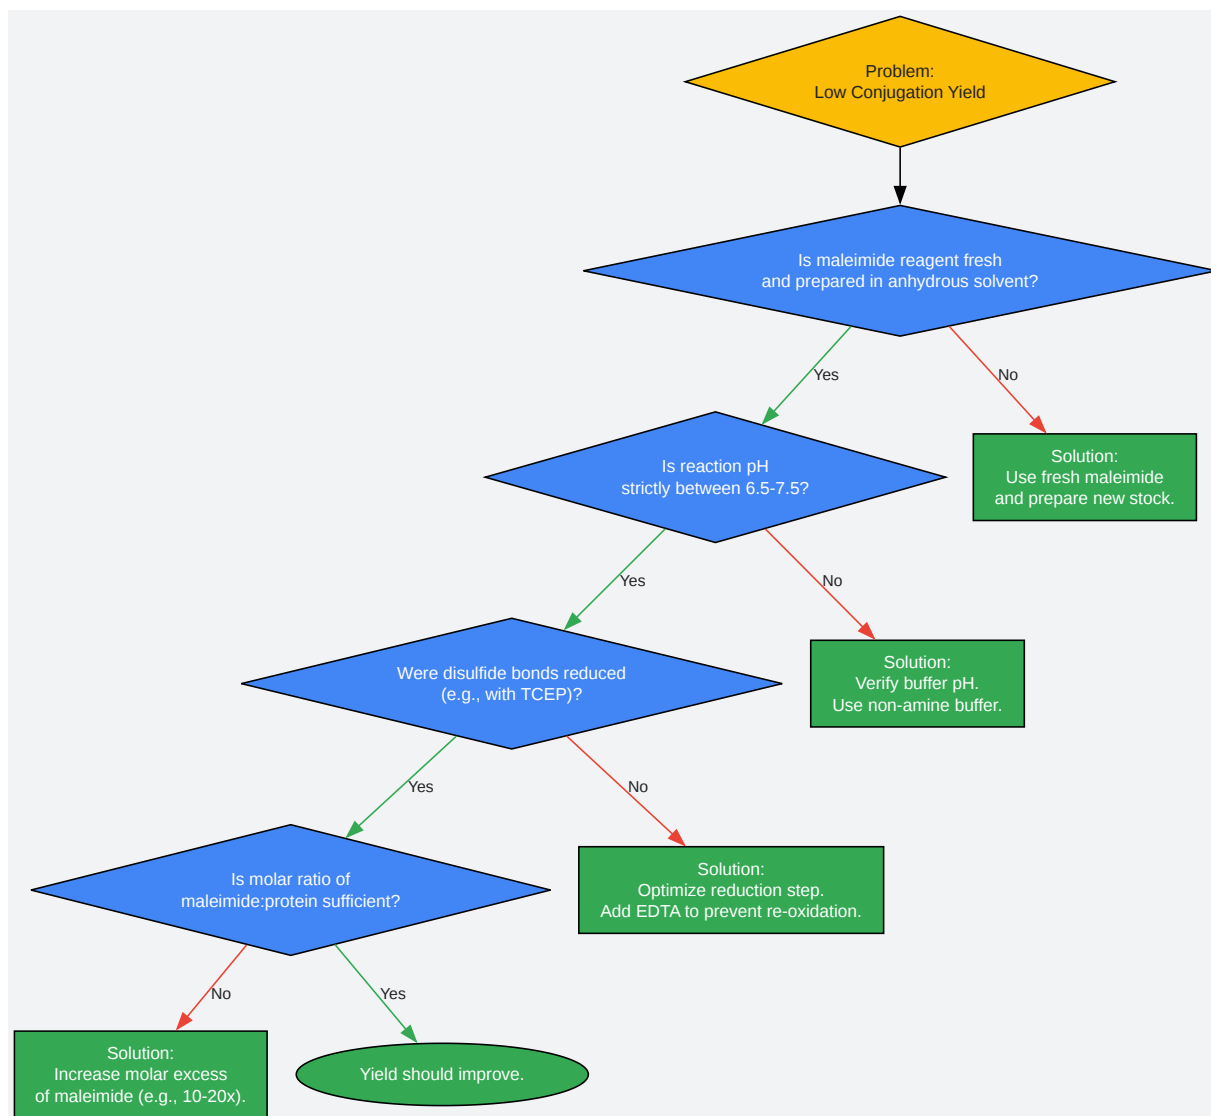 Problem:
Low Conjugation Yield
Is maleimide reagent fresh
and prepared in anhydrous solvent?
Yes
No
Is reaction pH
strictly between 6.5-7.5?
Solution:
Use fresh maleimide
and prepare new stock.
Yes
No
Were disulfide bonds reduced
(e.g., with TCEP)?
Solution:
Verify buffer pH.
Use non-amine buffer.
Yes
No
Is molar ratio of
maleimide:protein sufficient?
Solution:
Optimize reduction step.
Add EDTA to prevent re-oxidation.
No
Yes
Solution:
Increase molar excess
of maleimide (e.g., 10-20x).
Yield should improve.